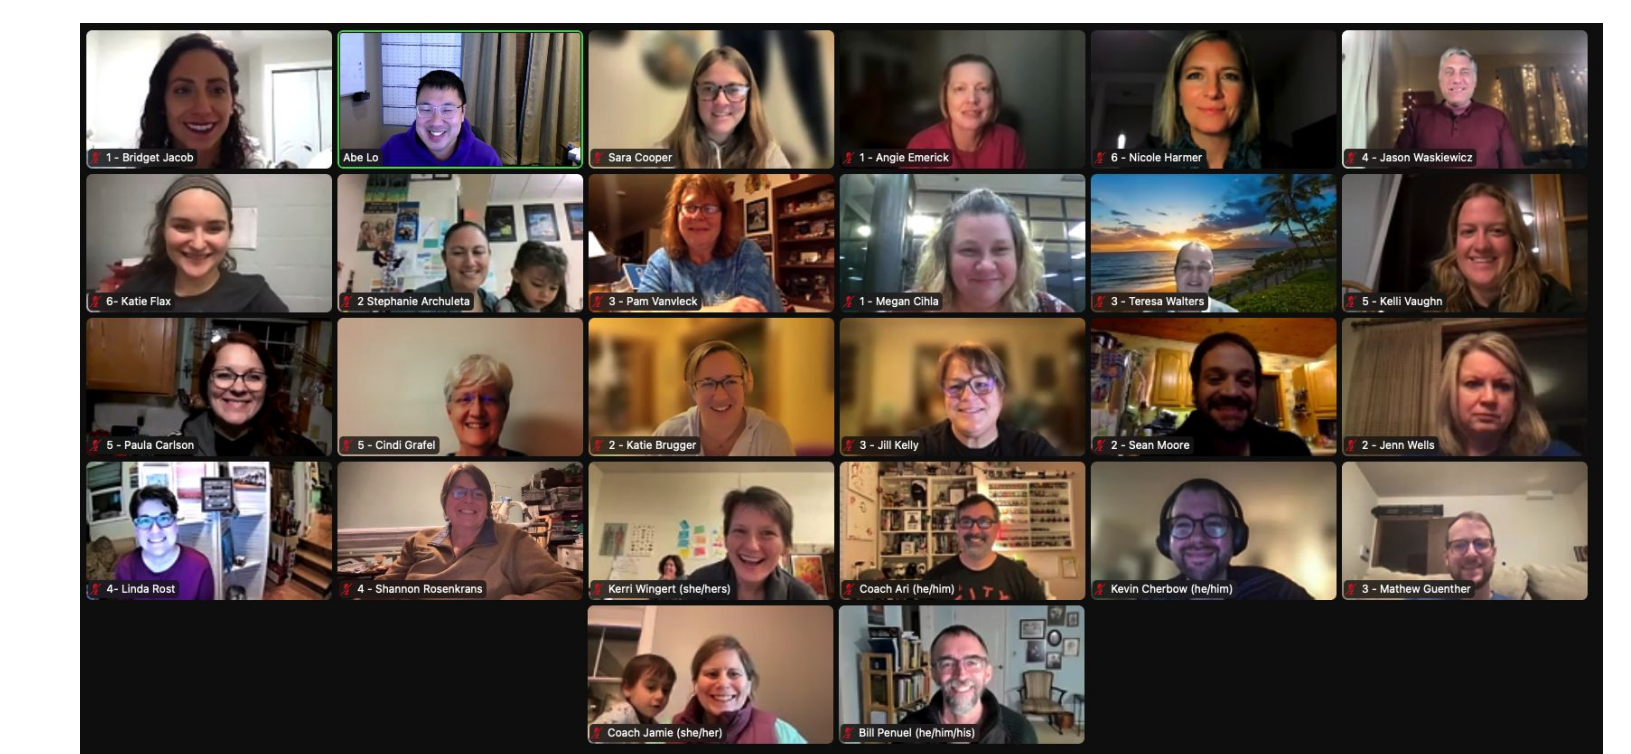 1 - Bridget Jacob
Abe Lo
Sara Cooper
1 - Angie Emerick
6 - Nicole Harmer
4 - Jason Waskiewicz
6- Katie Flax
2 Stephanie Archuleta
3 - Pam Vanvleck
1 - Megan Cihla
3 - Teresa Walters
5 - Kelli Vaughn
5 - Paula Carlson
5 - Cindi Grafel
2 - Katie Brugger
3 - Jill Kelly
2 - Sean Moore
2 - Jenn Wells
4- Linda Rost
4 - Shannon Rosenkrans
Kerri Wingert (she/hers)
Coach Ari (he/him)
Kevin Cherbow (he/him)
3 - Mathew Guenther
Coach Jamie (she/her)
Bill Penuel (he/him/his)